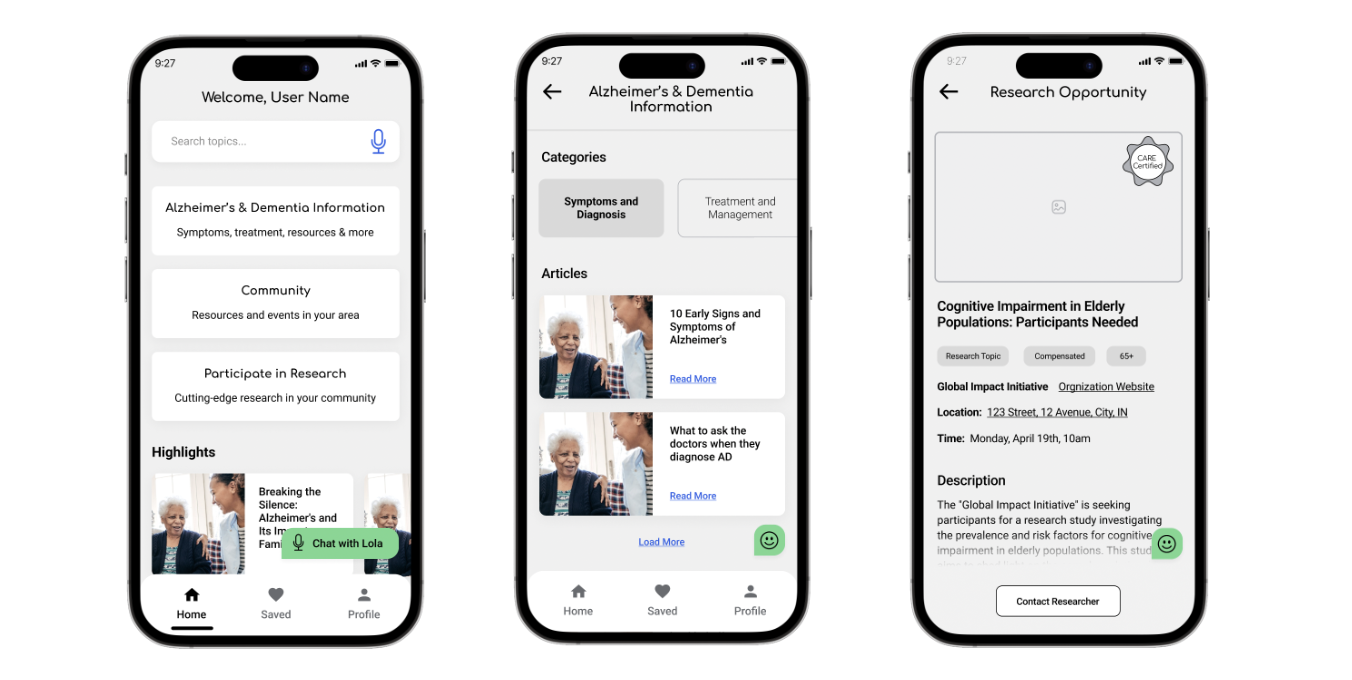 9:27
Welcome, User Name
Search topics...
Alzheimer's & Dementia Information
Symptoms, treatment, resources & more
Community
Resources and events in your area
Participate in Research
Cutting-edge research in your community
Highlights
Breaking the
Silence:
Alzheimer's and
Its
Chat with Lola
Home
Saved
Profile
9:27
Alzheimer's & Dementia
Information
Categories
Symptoms and
Diagnosis
Treatment and
Management
Articles
10 Early Signs and
Symptoms of
Alzheimer's
Read More
What to ask the
doctors when they
diagnose AD
Read More
Load More
Home
Saved
Profile
9:27
Research Opportunity
CARE
Certified
Cognitive Impairment in Elderly
Populations: Participants Needed
Research Topic
Compensated
65+
Global Impact Initiative Orgnization Website
Location: 123 Street, 12 Avenue, City, IN
Time: Monday, April 19th, 10am
Description
The "Global Impact Initiative" is seeking
participants for a research study investigating
the prevalence and risk factors for cognitive
impairment in elderly populations. This
Contact Researcher